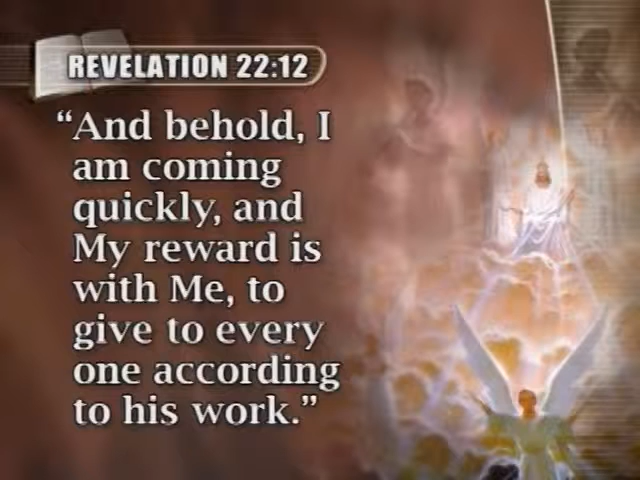 REVELATION 22:12
“And behold, I
am coming
quickly, and
My reward is
with Me, to
give to every
one according
to his work.”